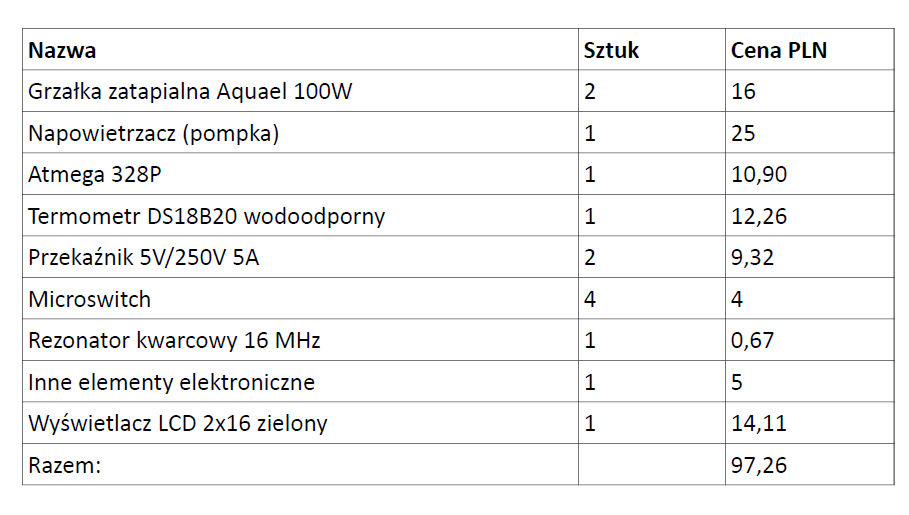 Nazwa Sztuk Cena PLN
Grzałka zatapialna Aquael 100W 2 16
Napowietrzacz (pompka) 1 25
Atmega 328P 1 10,90
Termometr DS18B20 wodoodporny 1 12,26
Przekaźnik 5V/250V 5A 2 9,32
Microswitch 4 4
Rezonator kwarcowy 16 MHz 1 0,67
Inne elementy elektroniczne 1 5
Wyświetlacz LCD 2x16 zielony 1 14,11
Razem: 97,26